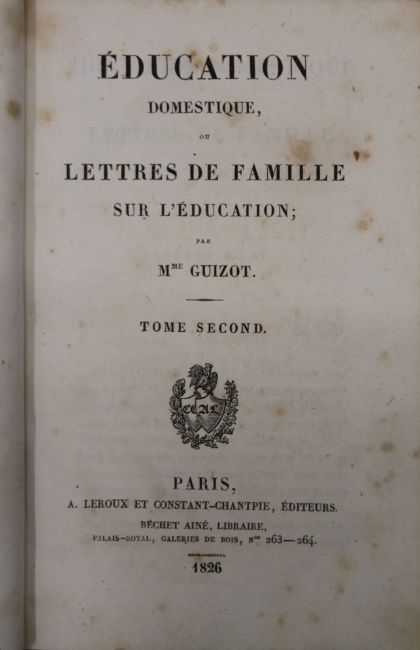 ÉDUCATION
DOMESTIQUE,
OU
LETTRES DE FAMILLE
SUR L'ÉDUCATION;
PAR
MME GUIZOT.
TOME SECOND.
PARIS,
A. LEROUX ET CONSTANT-CHANTPIE, ÉDITEURS.
BÉCHET AINÉ, LIBRAIRE,
PALAIS-ROYAL, GALERIES DE BOIS, Nos 263—264.
1826